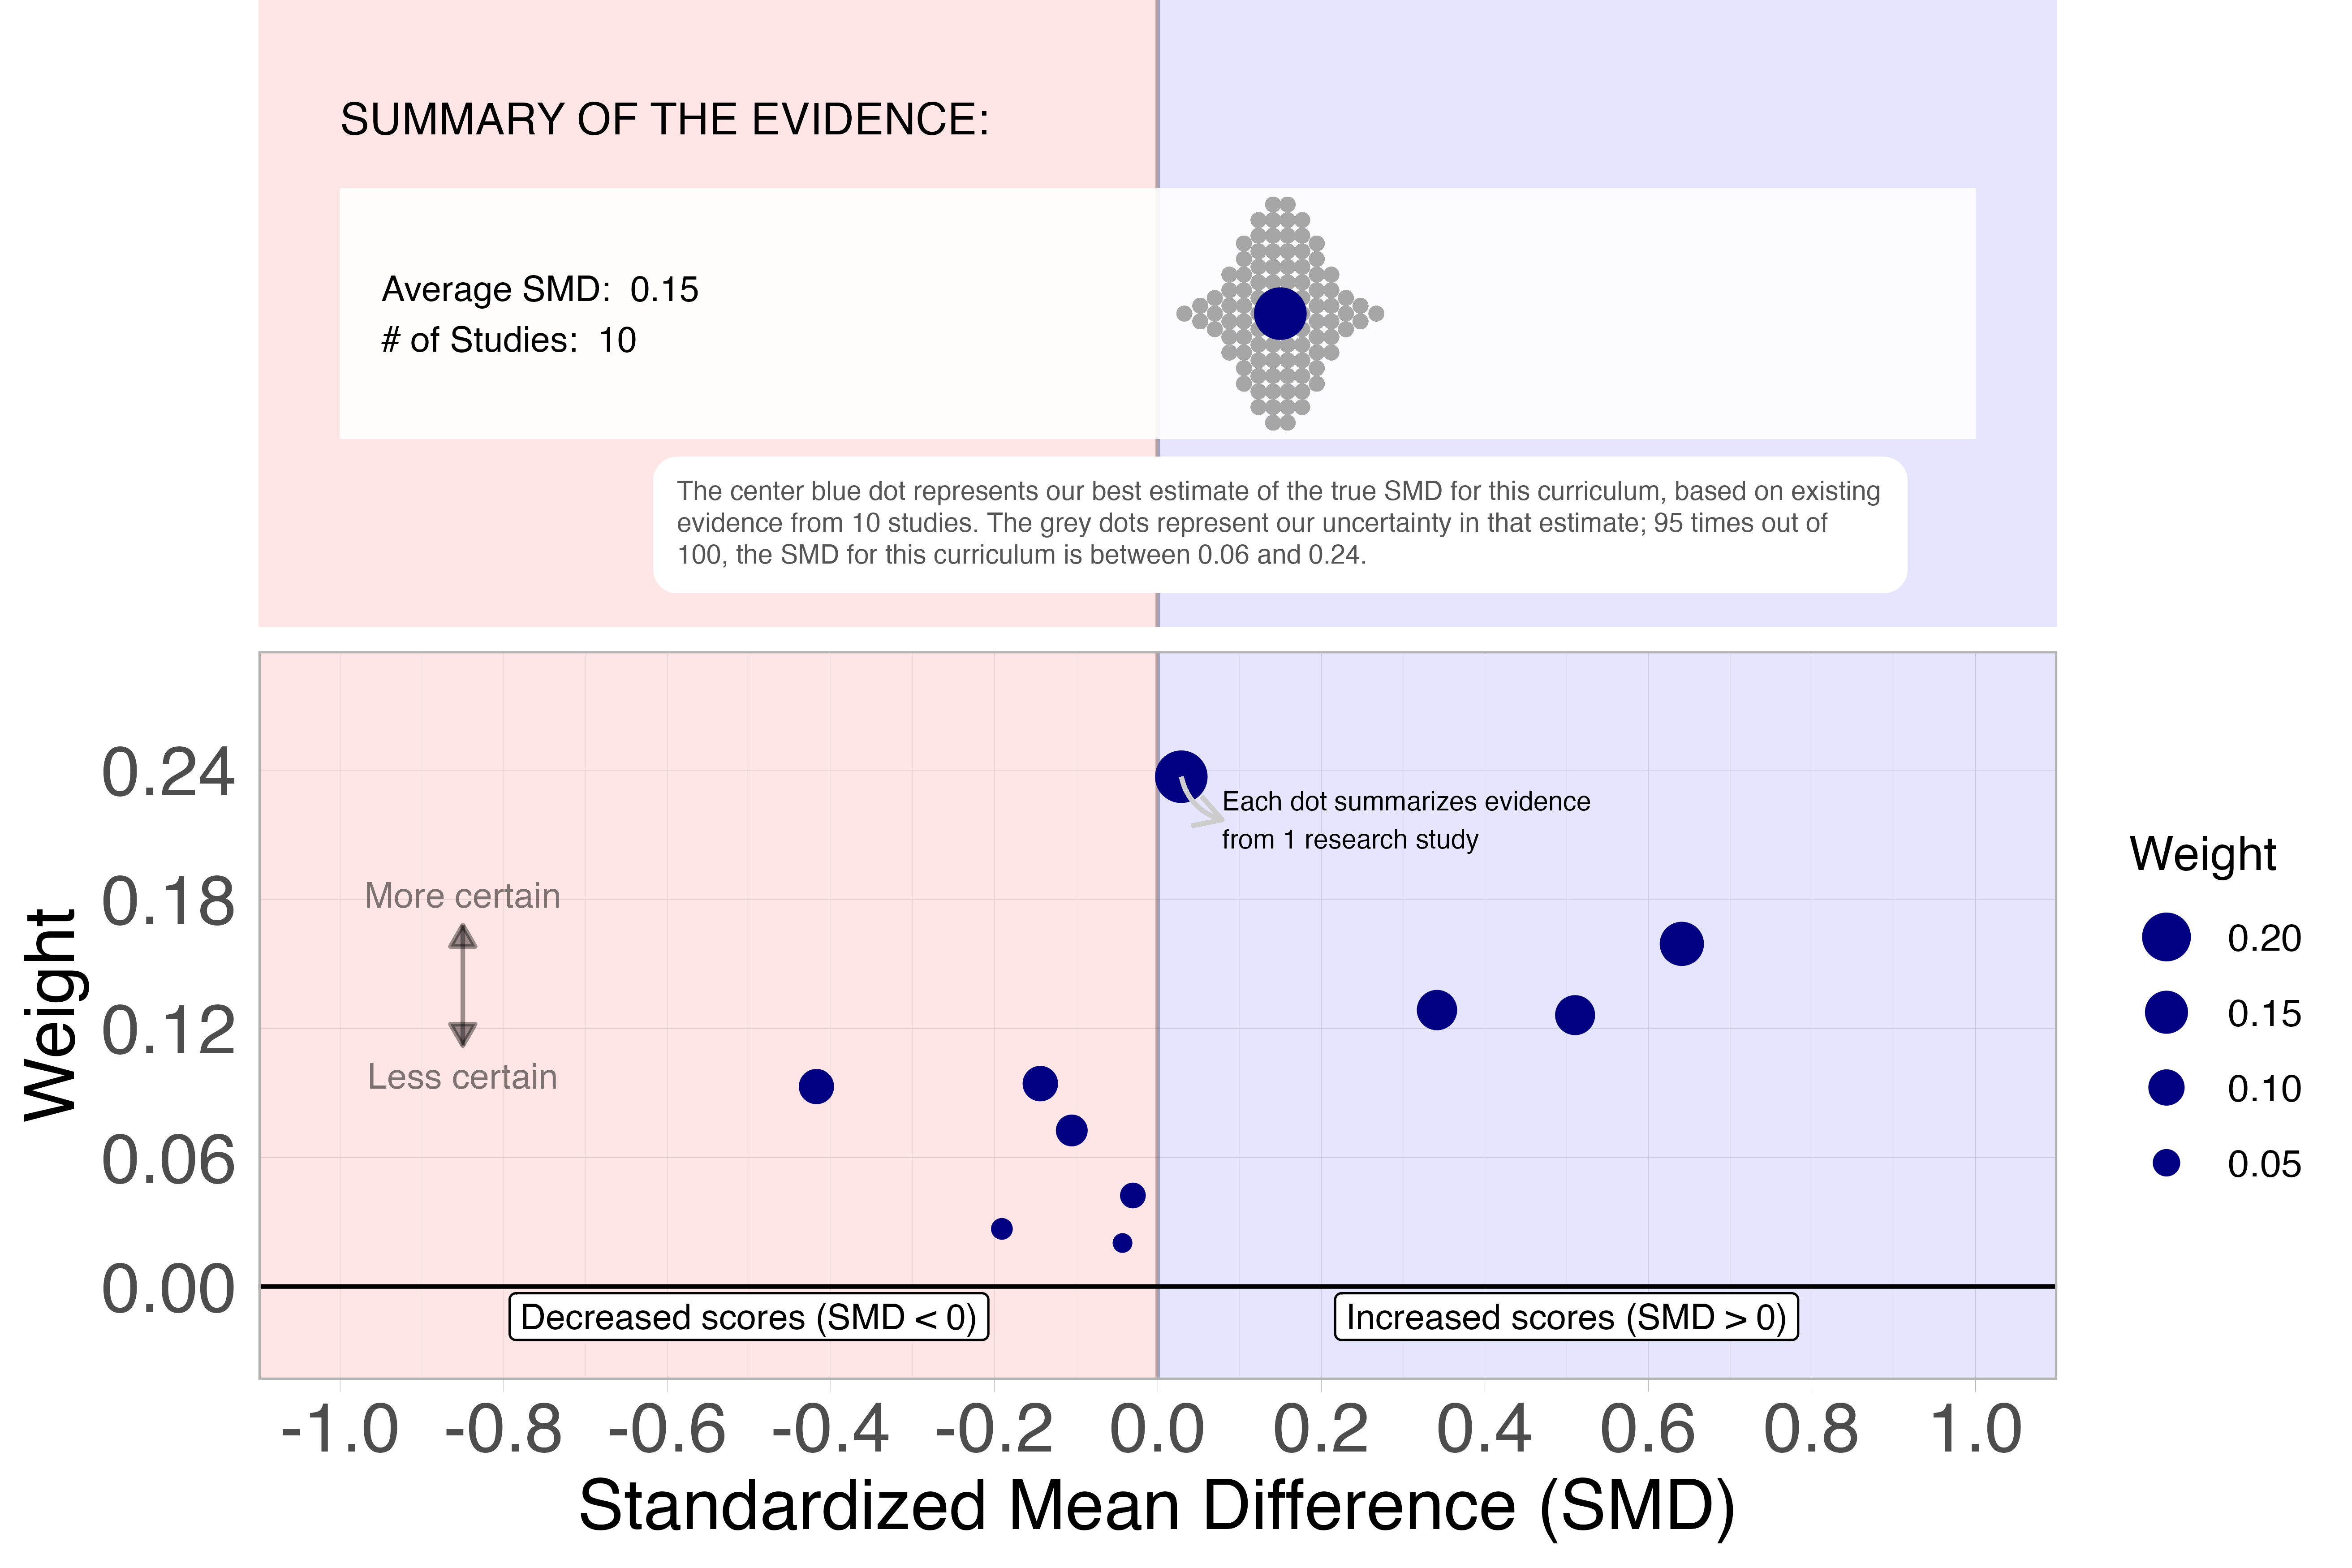 SUMMARY OF THE EVIDENCE:
Average SMD: 0.15
# of Studies: 10
The center blue dot represents our best estimate of the true SMD for this curriculum, based on existing
evidence from 10 studies. The grey dots represent our uncertainty in that estimate; 95 times out of
100, the SMD for this curriculum is between 0.06 and 0.24.
Weight
0.24
0.18
0.12
0.06
0.00
Each dot summarizes evidence
from 1 research study
More certain
Less certain
Decreased scores (SMD < 0)
Increased scores (SMD > 0)
-1.0 -0.8 -0.6 -0.4 -0.2 0.0 0.2 0.4 0.6 0.8 1.0
Standardized Mean Difference (SMD)
Weight
0.20
0.15
0.10
0.05